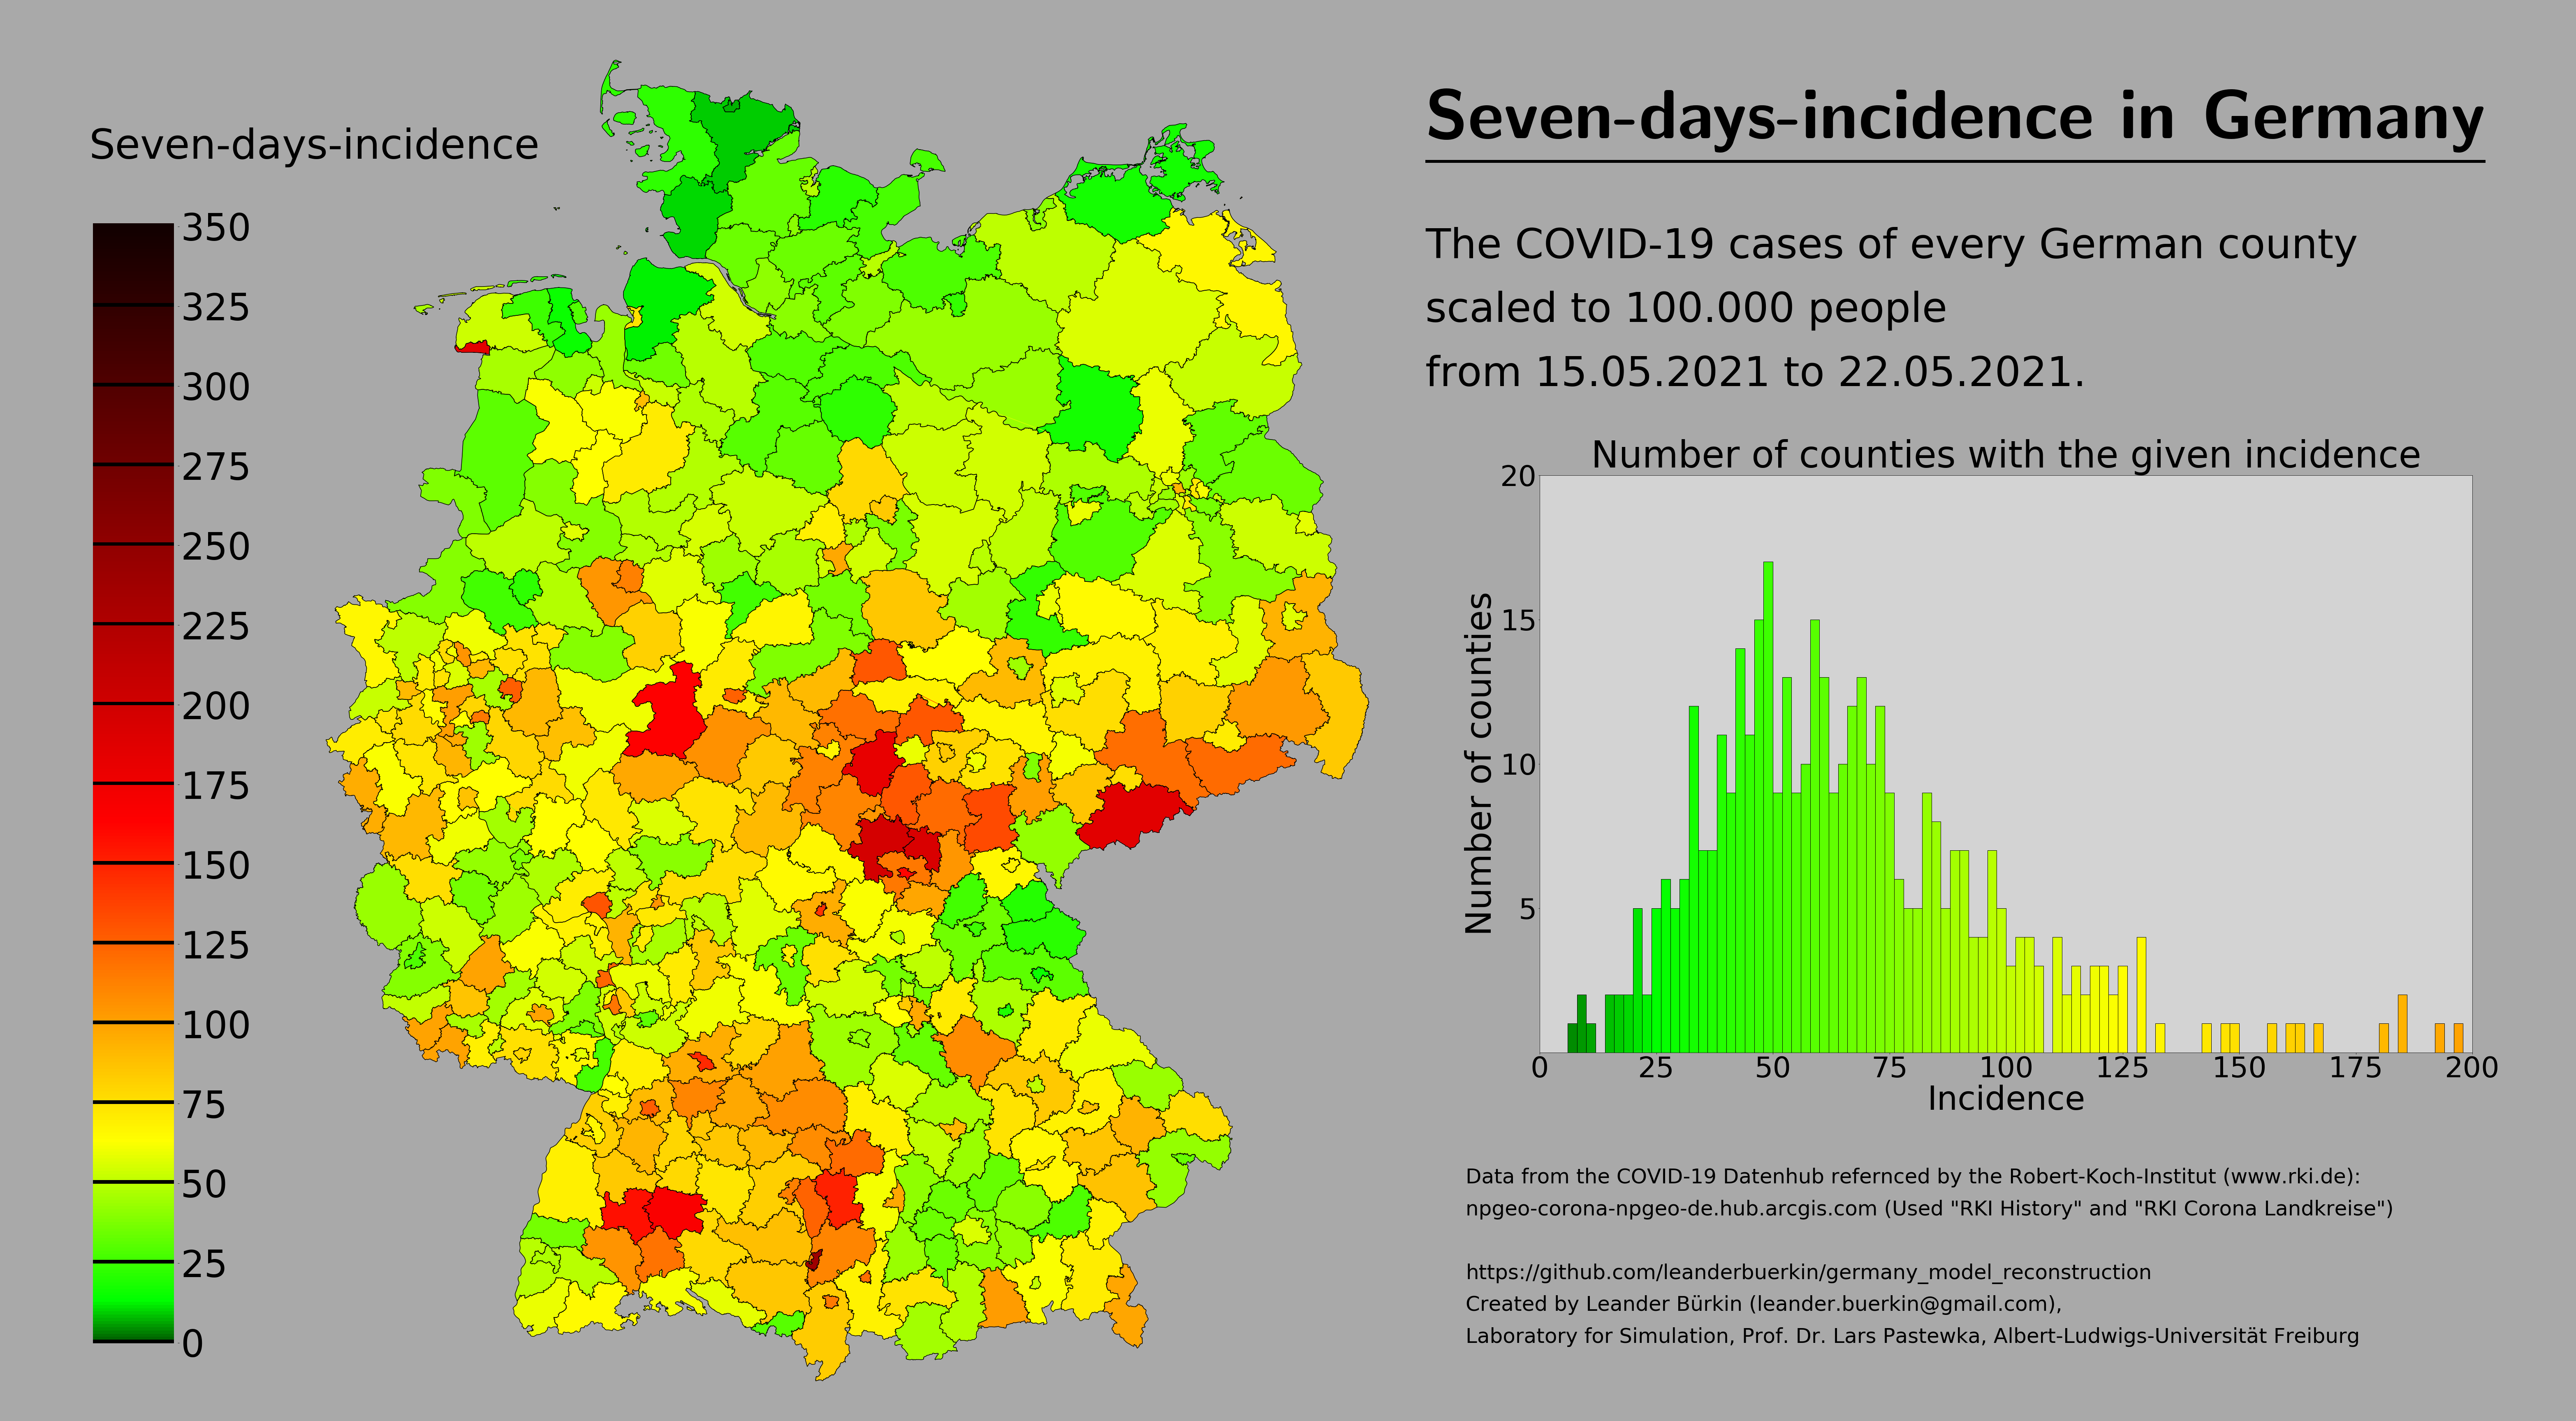 Seven-days-incidence in Germany
Seven-days-incidence
350
325
300
275
250
225
200
175
150
125
100
75
50
25
0
The COVID-19 cases of every German county
scaled to 100.000 people
from 15.05.2021 to 22.05.2021.
Number of counties with the given incidence
20
15
10
5
Number of counties
0 25 50 75 100 125 150 175 200
Incidence
Data from the COVID-19 Datenhub refernced by the Robert-Koch-Institut (www.rki.de):
npgeo-corona-npgeo-de.hub.arcgis.com (Used "RKI History" and "RKI Corona Landkreise")
https://github.com/leanderbuerkin/germany_model_reconstruction
Created by Leander Bürkin (leander.buerkin@gmail.com),
Laboratory for Simulation, Prof. Dr. Lars Pastewka, Albert-Ludwigs-Universität Freiburg